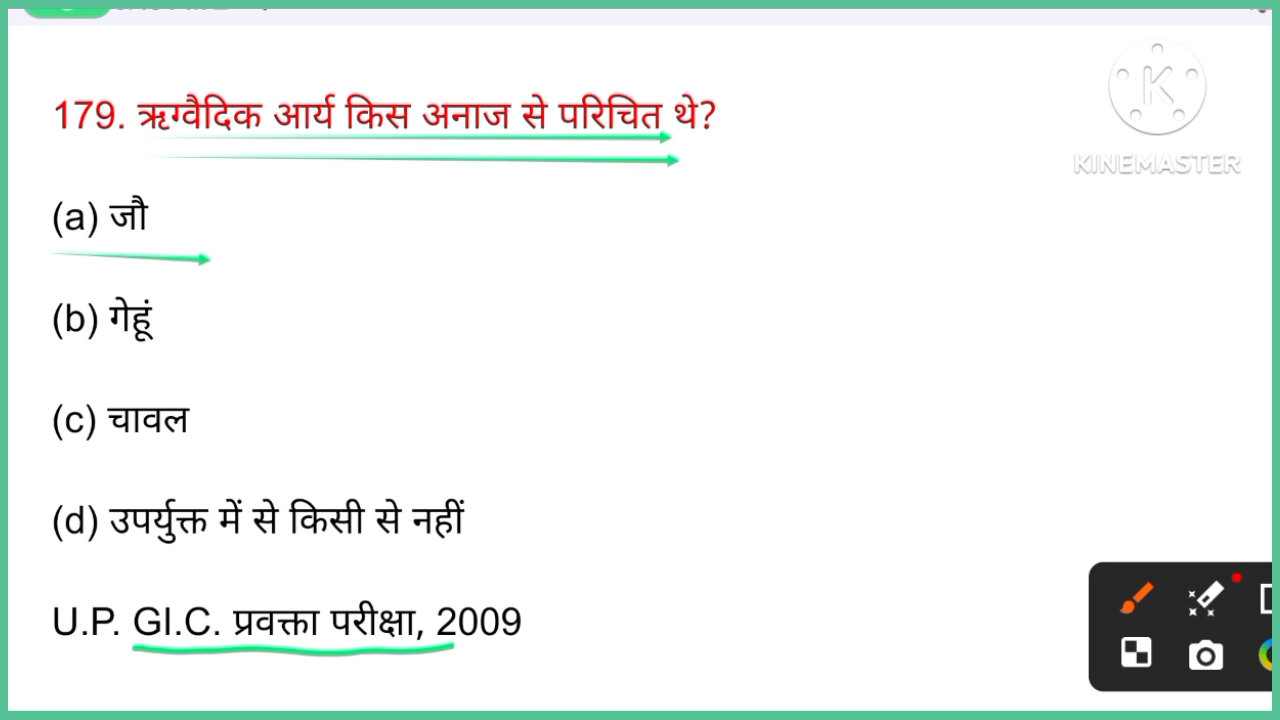 179. ऋग्वैदिक आर्य किस अनाज से परिचित थे?
KINEMASTER
(a) जौ
(b) गेहूं
(c) चावल
(d) उपर्युक्त में से किसी से नहीं
U.P. GI.C. प्रवक्ता परीक्षा, 2009